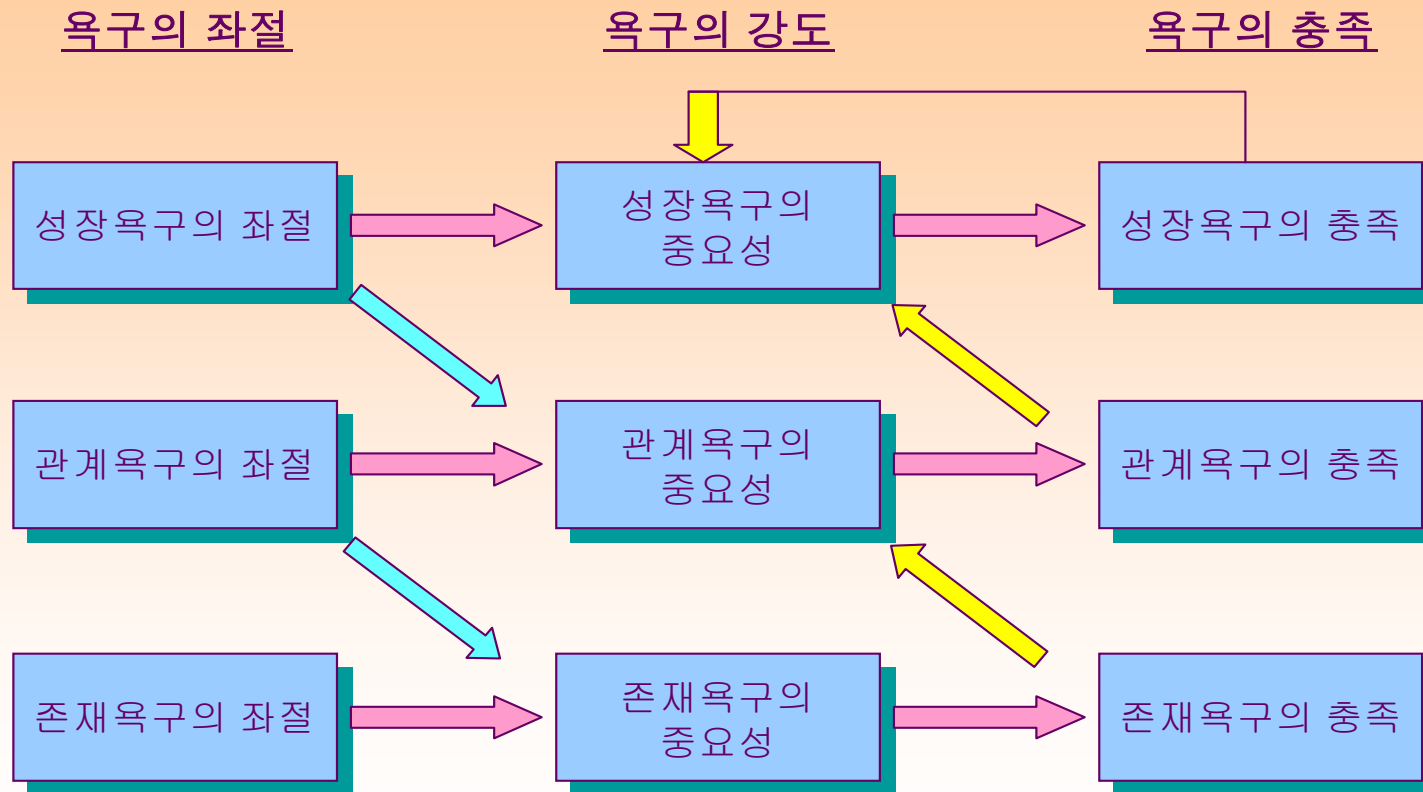 욕구의 좌절
욕구의 강도
욕구의 충족
성장욕구의 좌절
성장욕구의
중요성
성장욕구의 충족
관계욕구의 좌절
관계욕구의
중요성
관계욕구의 충족
존재욕구의 좌절
존재욕구의
중요성
존재욕구의 충족